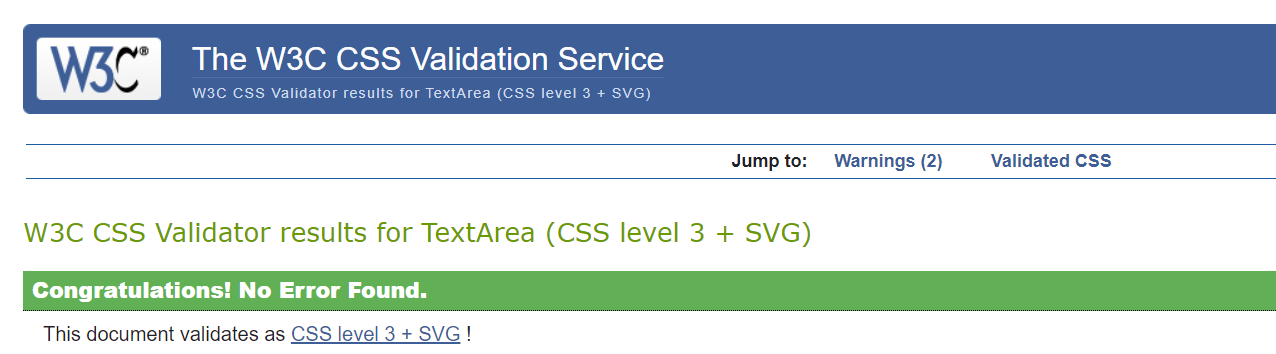 W3C®
The W3C CSS Validation Service
W3C CSS Validator results for TextArea (CSS level 3 + SVG)
Jump to: Warnings (2) Validated CSS
W3C CSS Validator results for TextArea (CSS level 3 + SVG)
Congratulations! No Error Found.
This document validates as CSS level 3 + SVG !